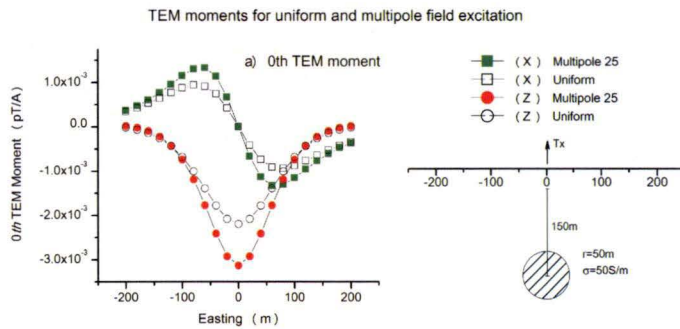 TEM moments for uniform and multipole field excitation
a) 0th TEM moment
1.0x10⁻³
0.0
-1.0x10⁻³
-2.0x10⁻³
-3.0x10⁻³
0th TEM Moment (pT/A)
-200 -100 0 100 200
Easting (m)
(X) Multipole 25
(X) Uniform
(Z) Multipole 25
(Z) Uniform
Tx
-250 -200 -150 -100 -50 0 50 100 150 200 250
150m
r=50m
σ=50S/m